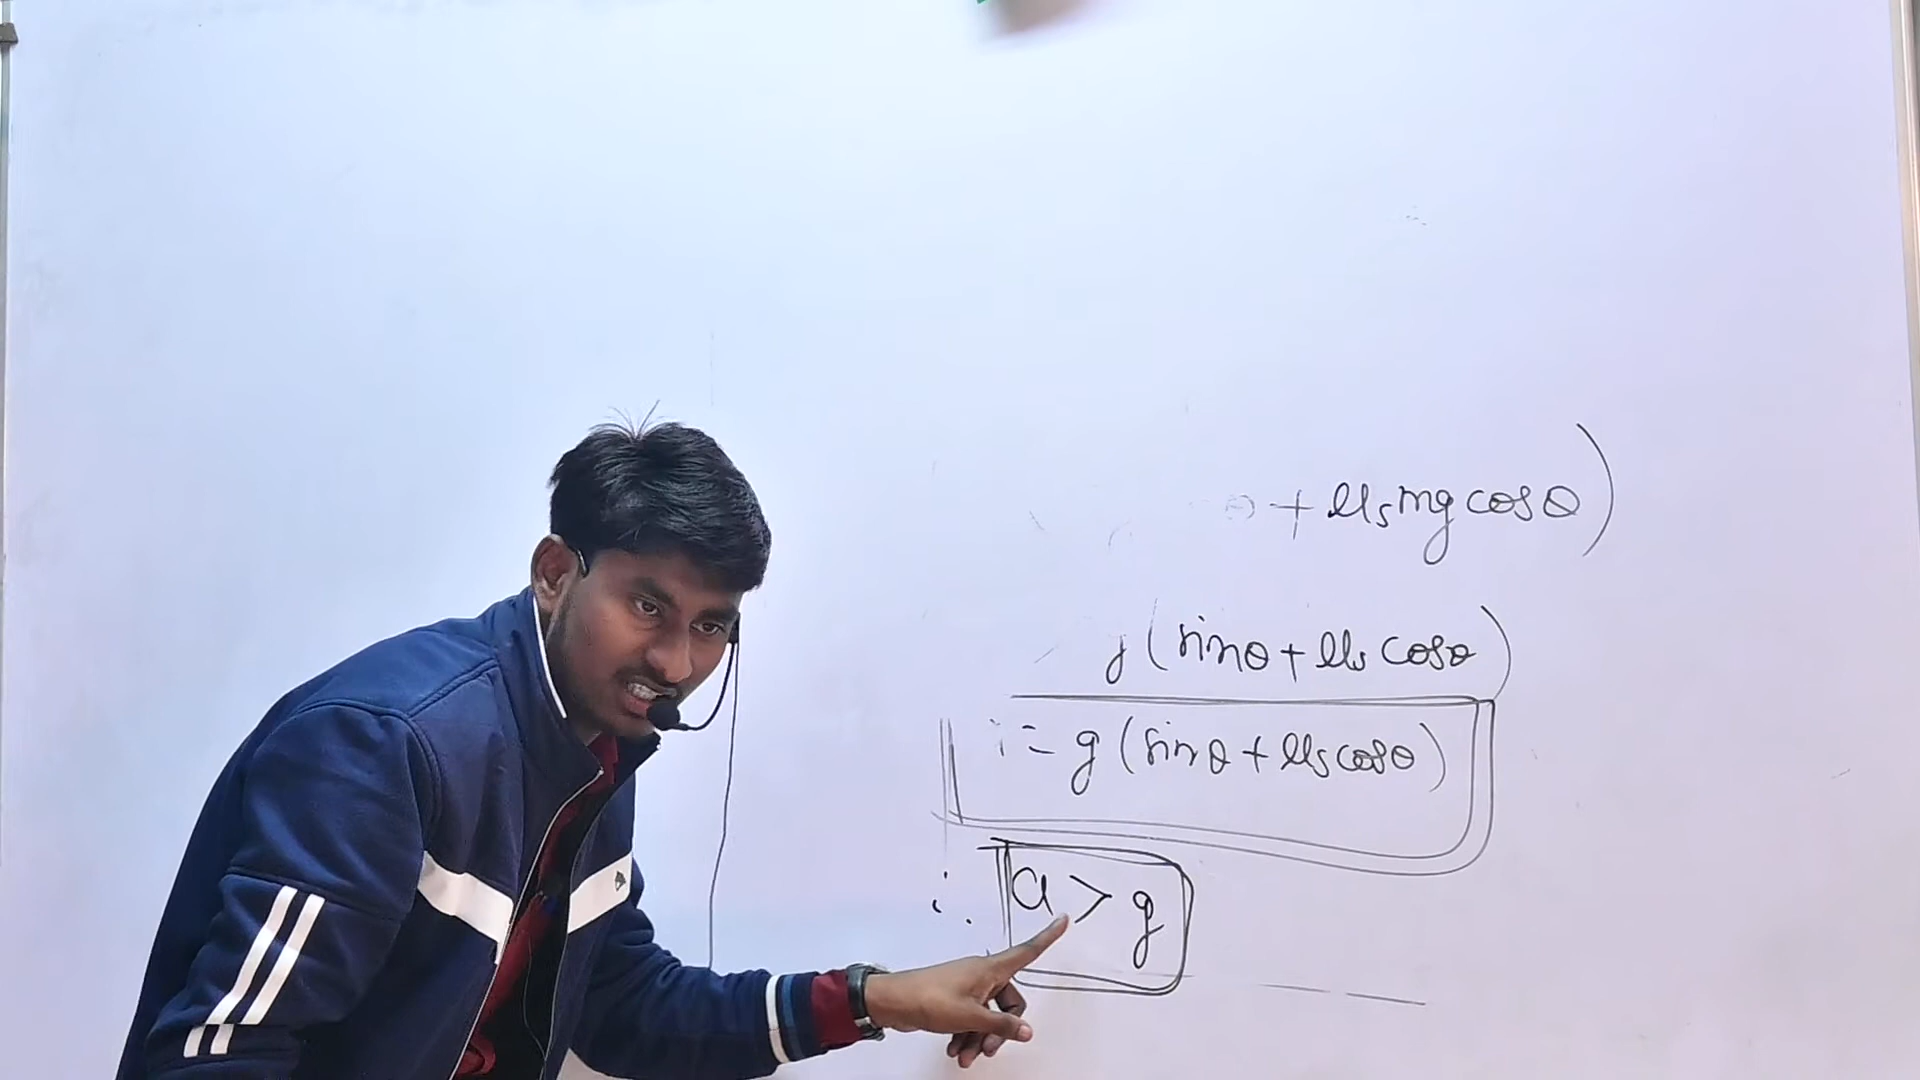 θ + μs mg cosθ)
g (sinθ + μs cosθ)
= g (sinθ + μs cosθ)
∴ a > g